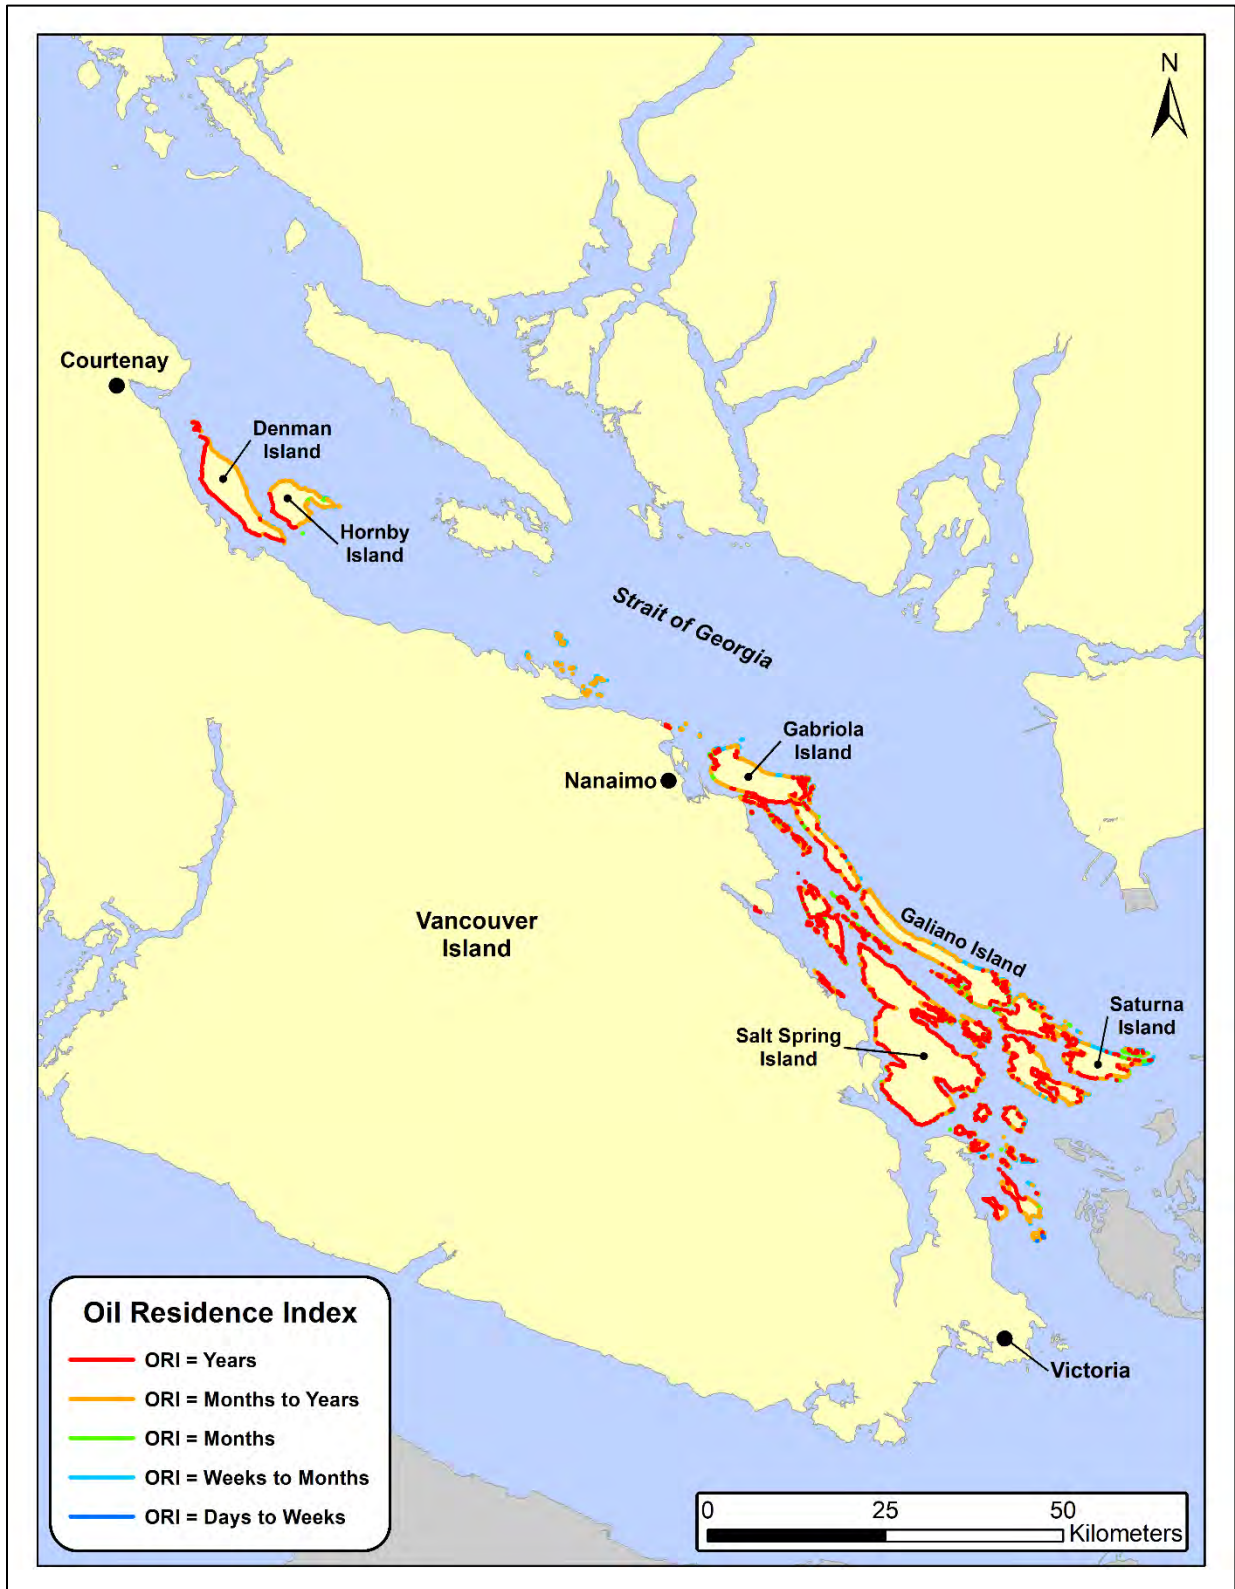 N
Courtenay
Denman
Island
Hornby
Island
Strait of Georgia
Gabriola
Island
Nanaimo
Vancouver
Island
Galiano Island
Saturna
Island
Salt Spring
Island
Victoria
Oil Residence Index
ORI = Years
ORI = Months to Years
ORI = Months
ORI = Weeks to Months
ORI = Days to Weeks
0 25 50
Kilometers